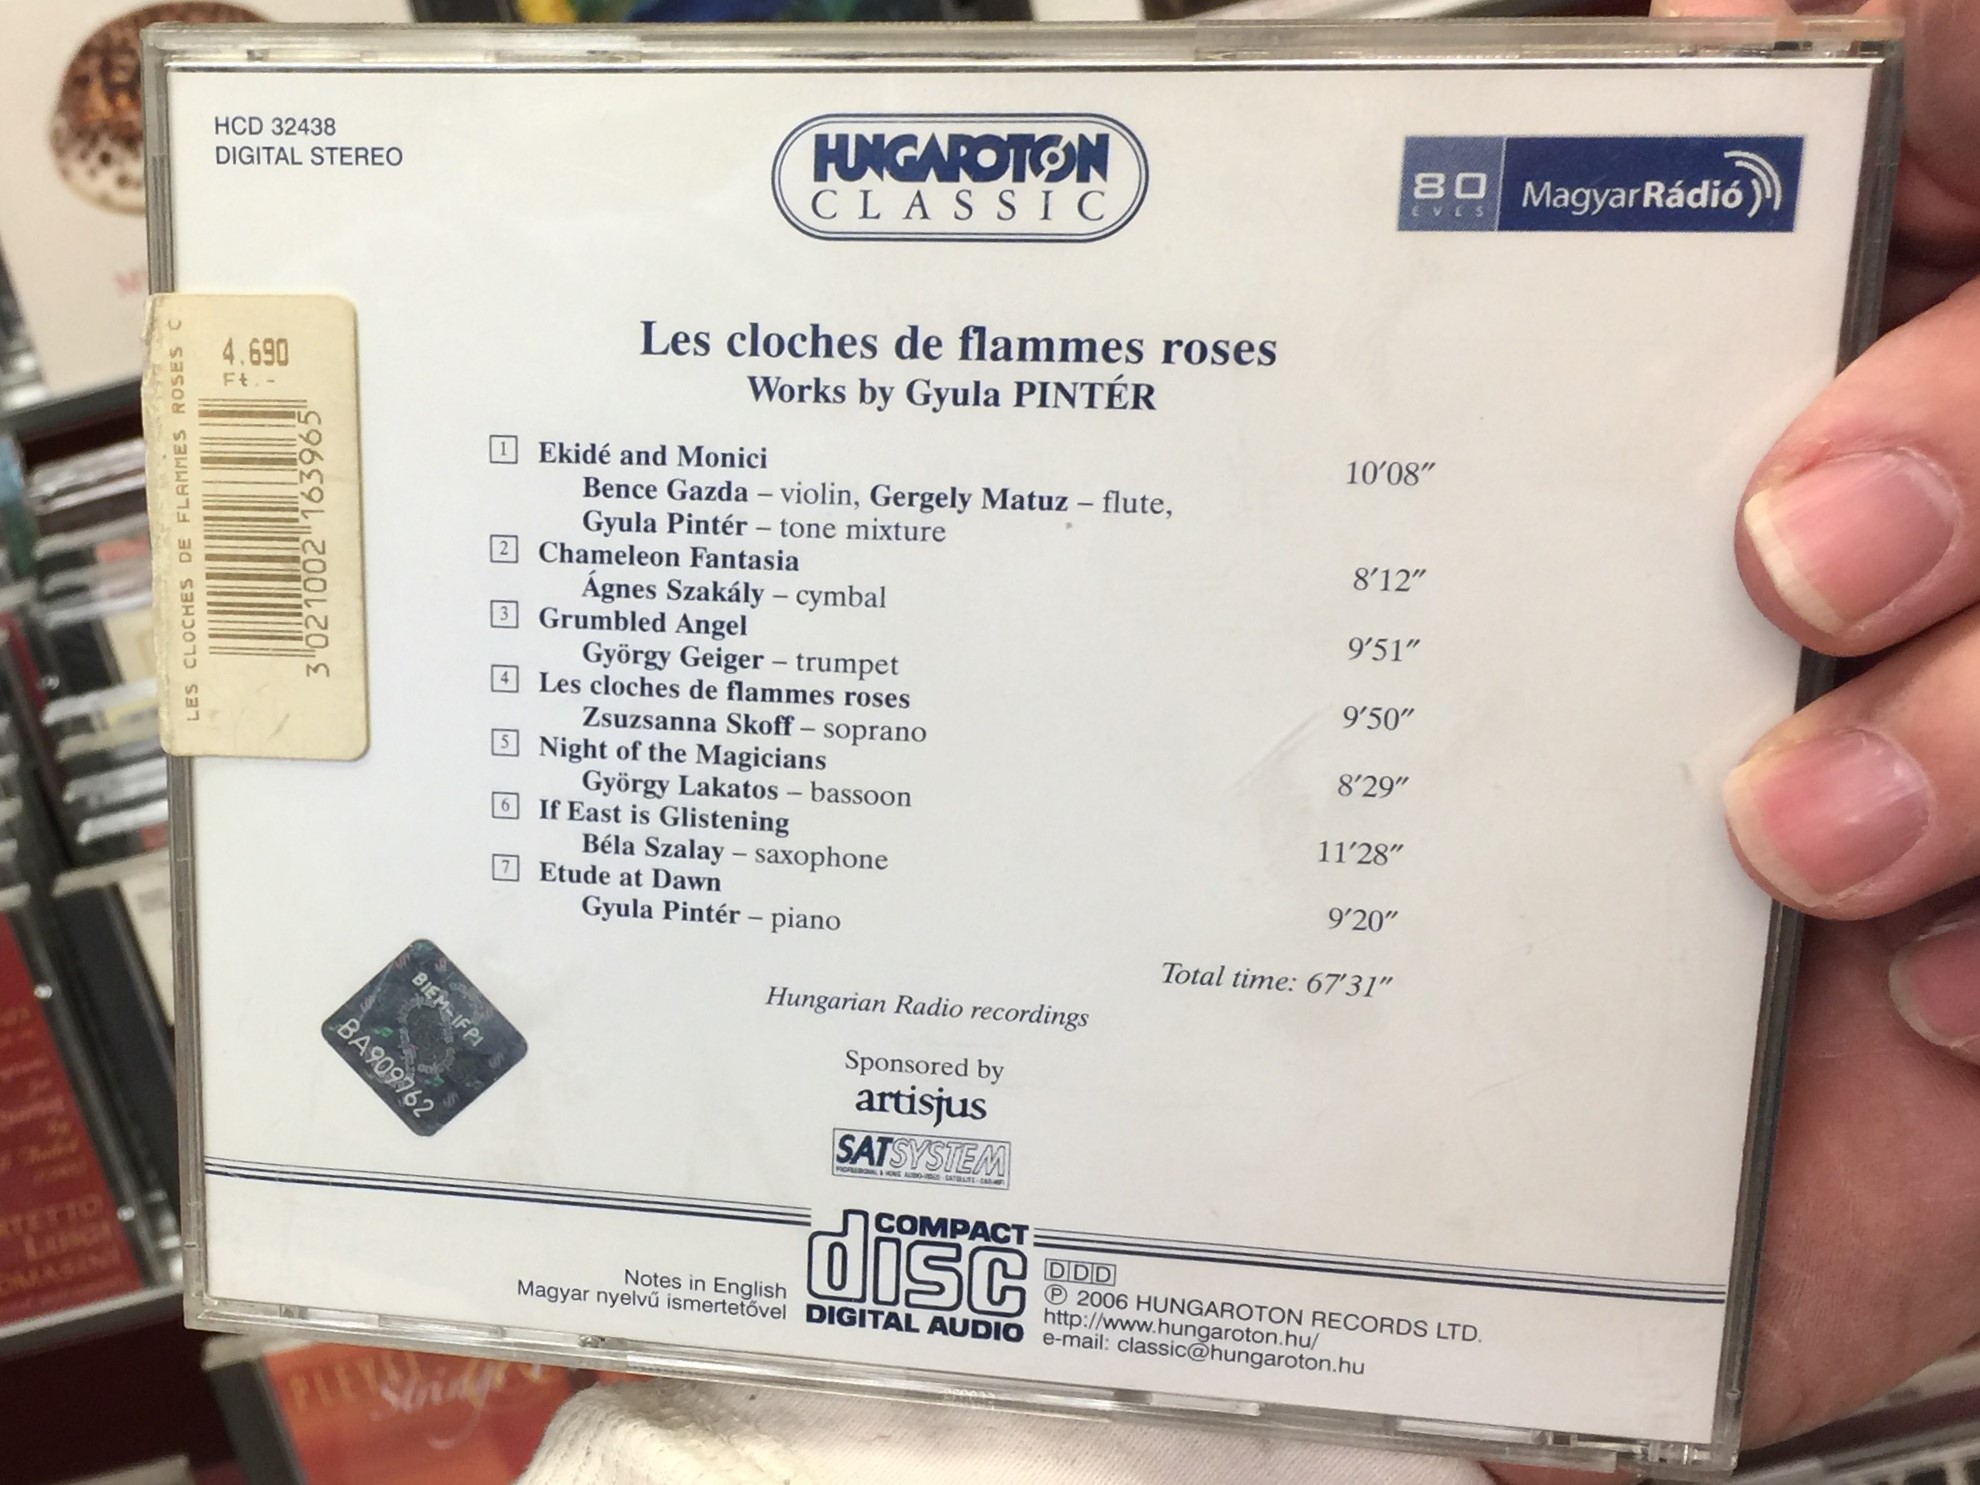 HCD 32438
DIGITAL STEREO
HUNGAROTON
CLASSIC
80
ÉVES
MagyarRádió
LES CLOCHES DE FLAMMES ROSES C
4.690
Ft.-
3021002163965
Les cloches de flammes roses
Works by Gyula PINTÉR
1 Ekidé and Monici 10′08″
Bence Gazda – violin, Gergely Matuz – flute,
Gyula Pintér – tone mixture
2 Chameleon Fantasia
Ágnes Szakály – cymbal 8′12″
3 Grumbled Angel
György Geiger – trumpet 9′51″
4 Les cloches de flammes roses
Zsuzsanna Skoff – soprano 9′50″
5 Night of the Magicians
György Lakatos – bassoon 8′29″
6 If East is Glistening
Béla Szalay – saxophone 11′28″
7 Etude at Dawn
Gyula Pintér – piano 9′20″
Total time: 67′31″
Hungarian Radio recordings
BIEM-IFPI
BA909762
Sponsored by
artisjus
SATSYSTEM
Notes in English
Magyar nyelvű ismertetővel
COMPACT
disc
DIGITAL AUDIO
DDD
℗ 2006 HUNGAROTON RECORDS LTD.
http://www.hungaroton.hu/
e-mail: classic@hungaroton.hu